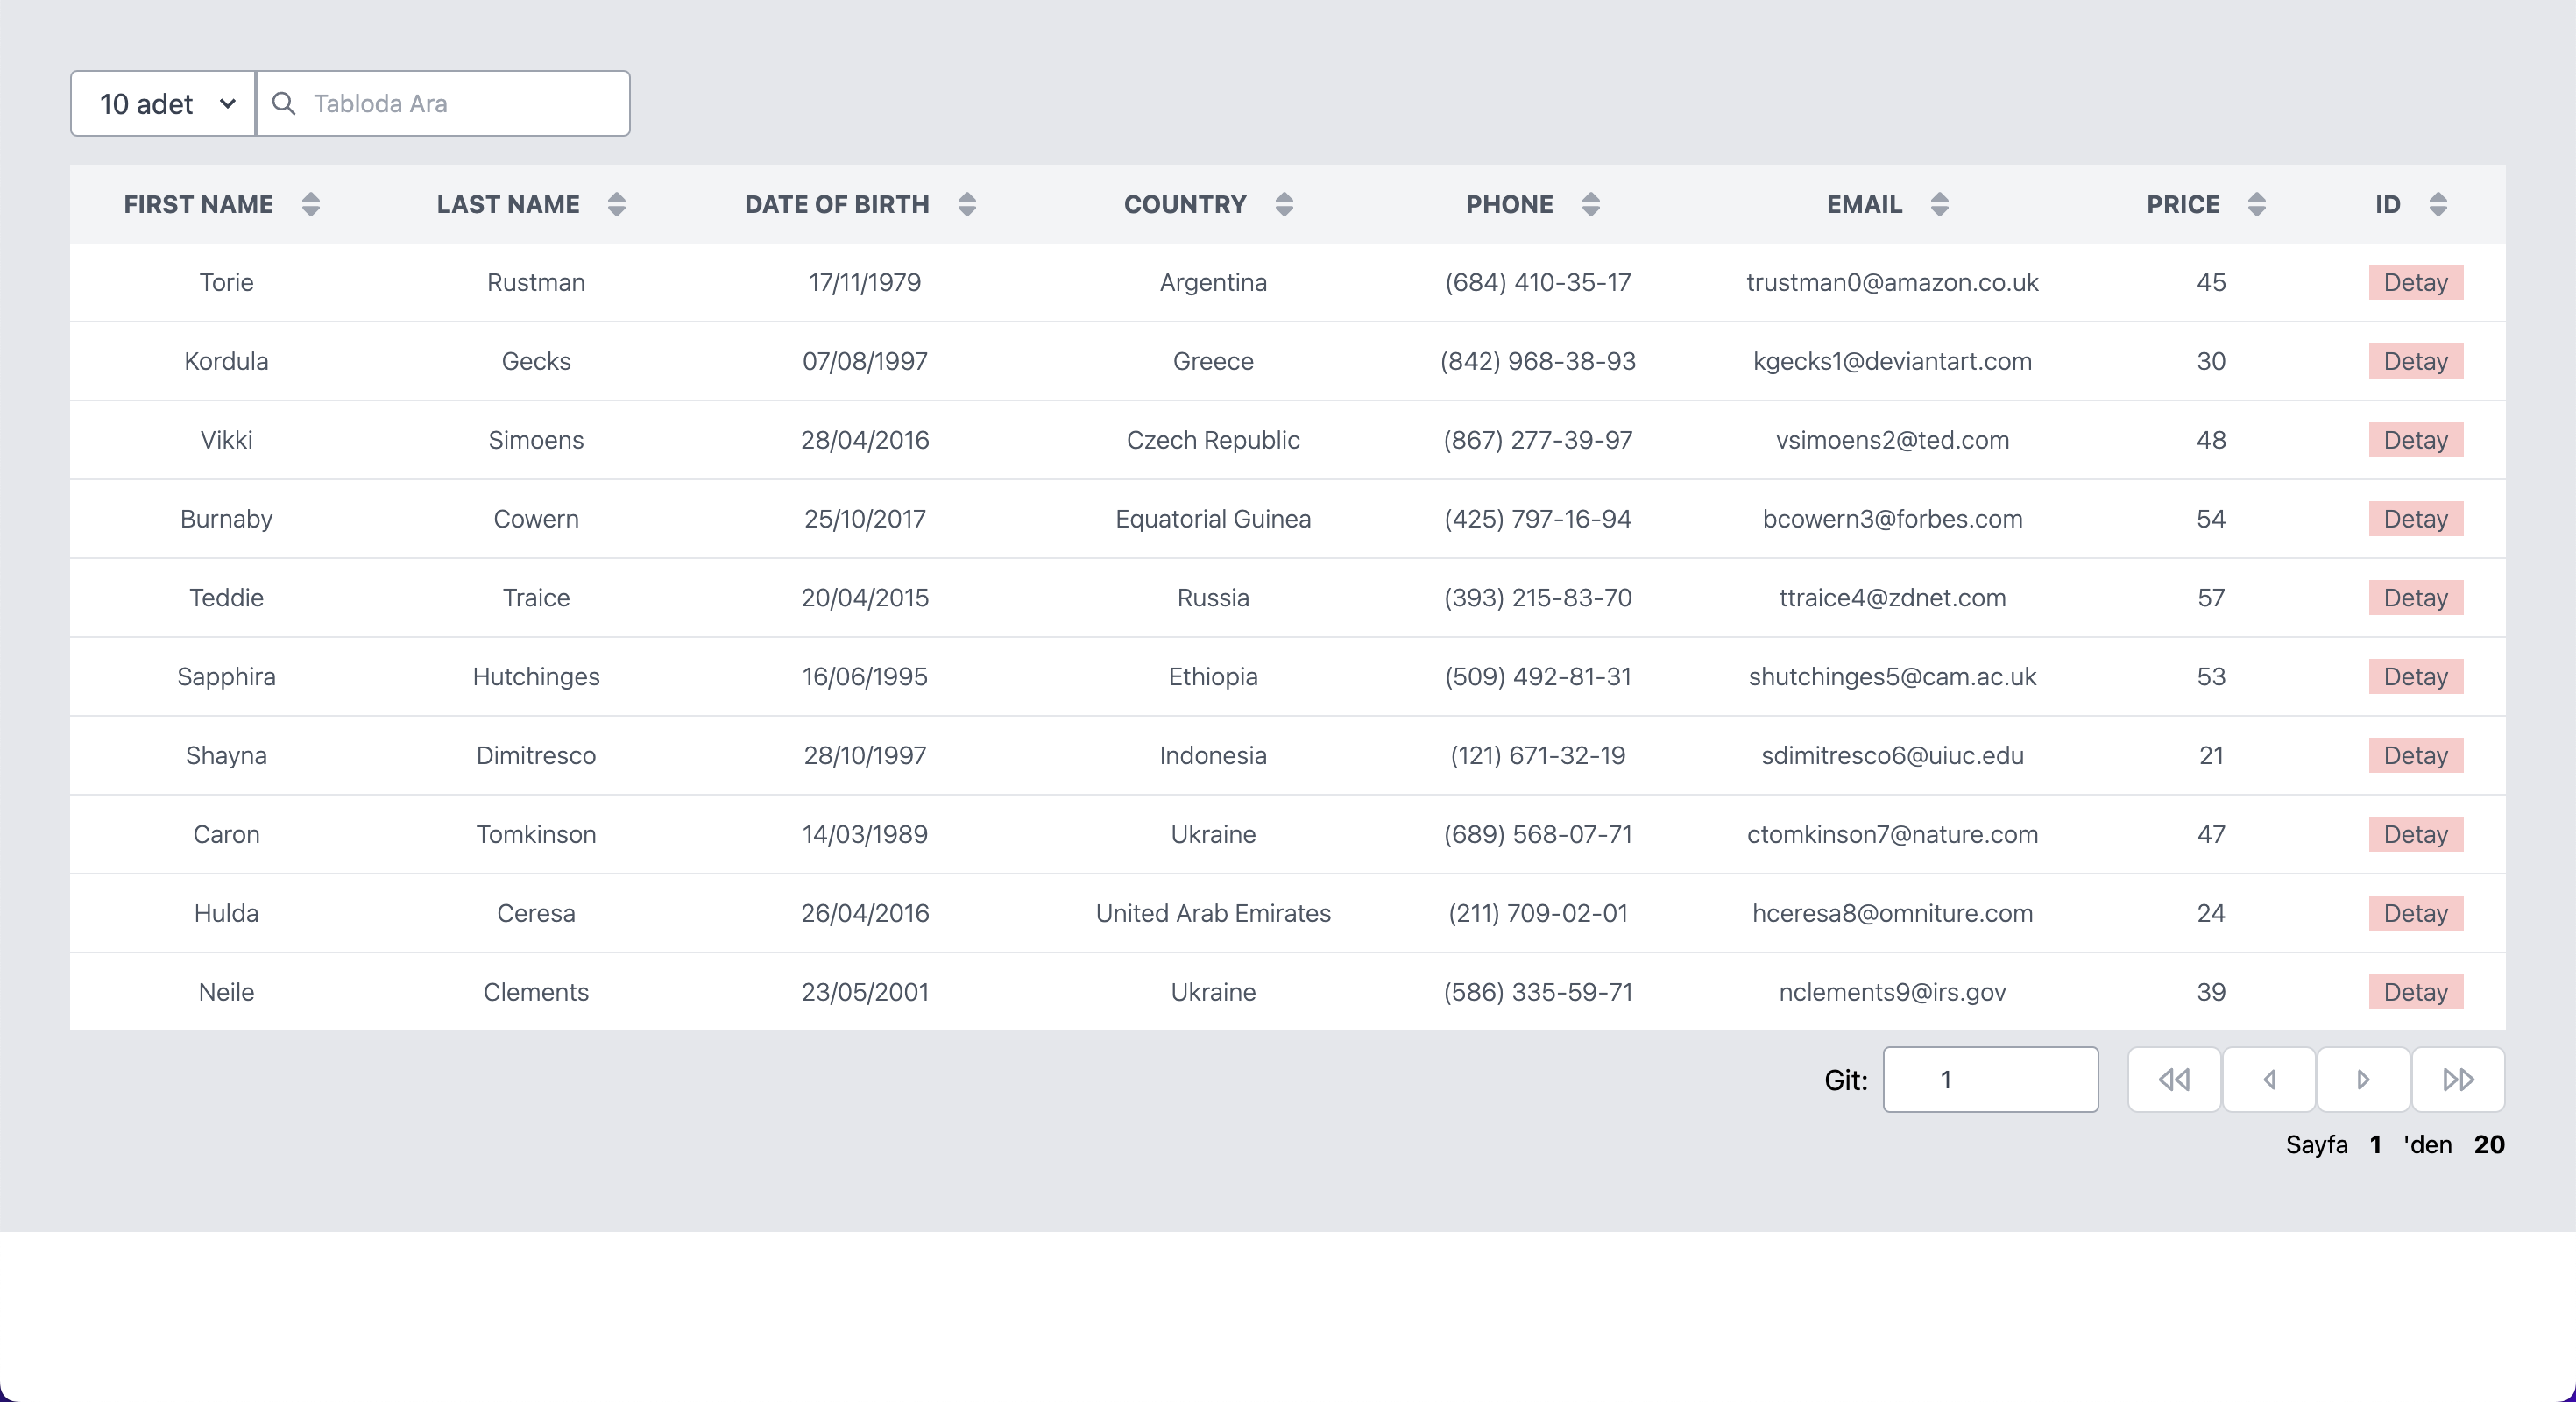 10 adet Tabloda Ara
FIRST NAME LAST NAME DATE OF BIRTH COUNTRY PHONE EMAIL PRICE ID
Torie Rustman 17/11/1979 Argentina (684) 410-35-17 trustman0@amazon.co.uk 45 Detay
Kordula Gecks 07/08/1997 Greece (842) 968-38-93 kgecks1@deviantart.com 30 Detay
Vikki Simoens 28/04/2016 Czech Republic (867) 277-39-97 vsimoens2@ted.com 48 Detay
Burnaby Cowern 25/10/2017 Equatorial Guinea (425) 797-16-94 bcowern3@forbes.com 54 Detay
Teddie Traice 20/04/2015 Russia (393) 215-83-70 ttraice4@zdnet.com 57 Detay
Sapphira Hutchinges 16/06/1995 Ethiopia (509) 492-81-31 shutchinges5@cam.ac.uk 53 Detay
Shayna Dimitresco 28/10/1997 Indonesia (121) 671-32-19 sdimitresco6@uiuc.edu 21 Detay
Caron Tomkinson 14/03/1989 Ukraine (689) 568-07-71 ctomkinson7@nature.com 47 Detay
Hulda Ceresa 26/04/2016 United Arab Emirates (211) 709-02-01 hceresa8@omniture.com 24 Detay
Neile Clements 23/05/2001 Ukraine (586) 335-59-71 nclements9@irs.gov 39 Detay
Git: 1
Sayfa 1 'den 20